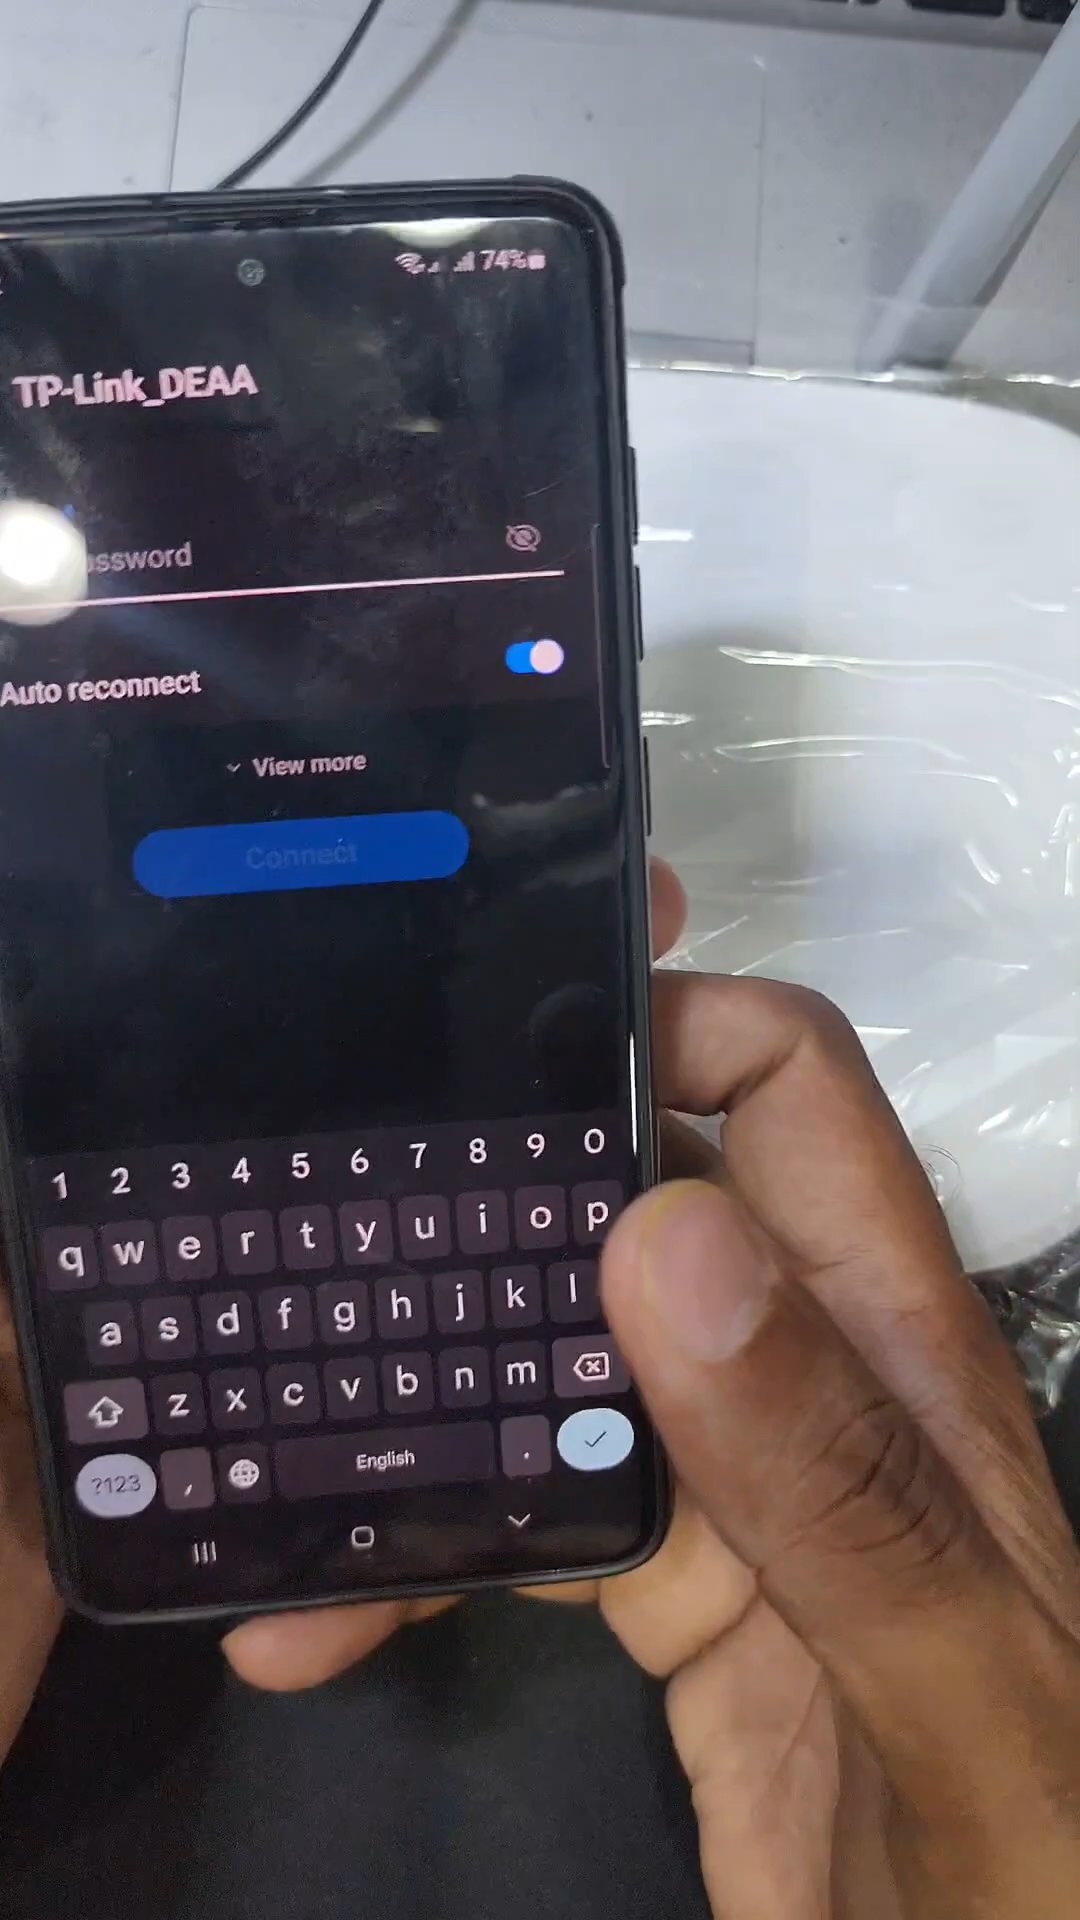 74%
TP-Link_DEAA
assword
Auto reconnect
View more
Connect
1 2 3 4 5 6 7 8 9 0
q w e r t y u i o p
a s d f g h j k l
z x c v b n m
?123 , English .